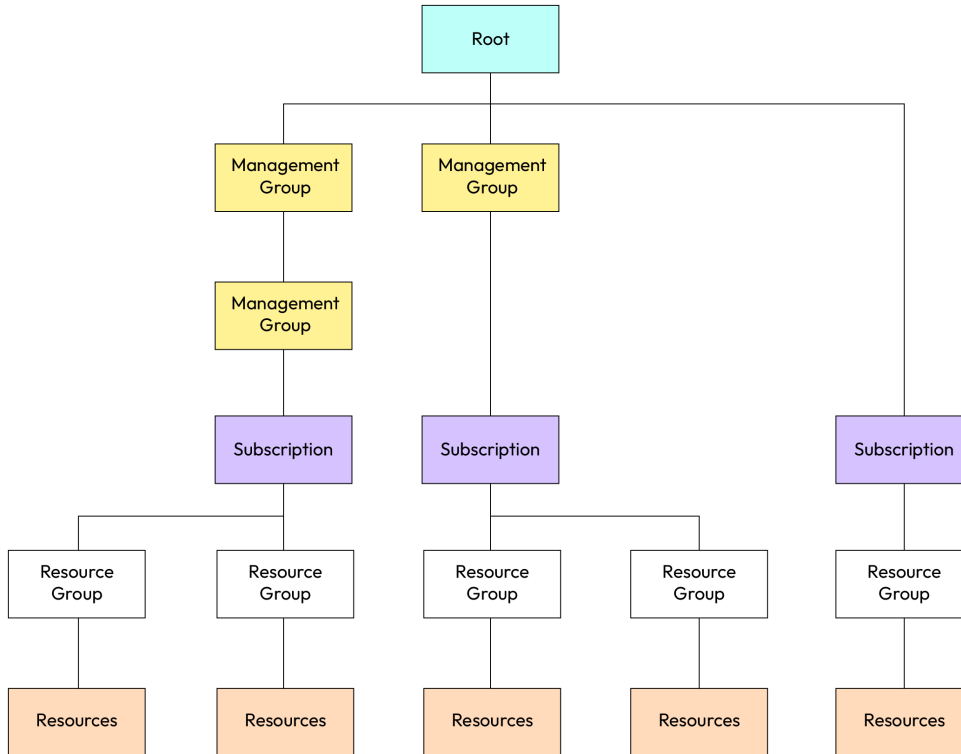 Root
Management
Group
Management
Group
Management
Group
Subscription
Subscription
Subscription
Resource
Group
Resource
Group
Resource
Group
Resource
Group
Resource
Group
Resources
Resources
Resources
Resources
Resources